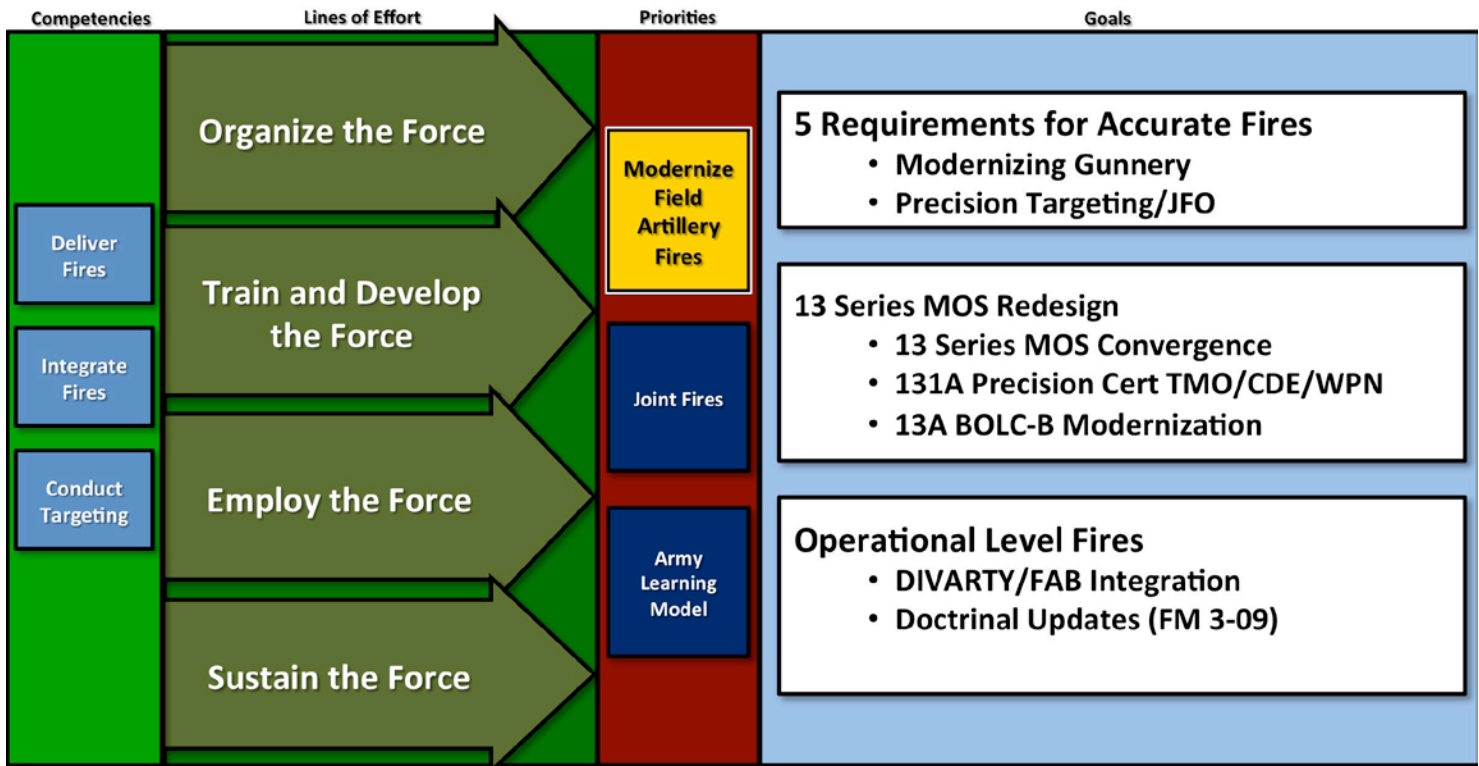 Competencies
Lines of Effort
Priorities
Goals
Deliver
Fires
Integrate
Fires
Conduct
Targeting
Organize the Force
Train and Develop
the Force
Employ the Force
Sustain the Force
Modernize
Field
Artillery
Fires
Joint Fires
Army
Learning
Model
5 Requirements for Accurate Fires
• Modernizing Gunnery
• Precision Targeting/JFO
13 Series MOS Redesign
• 13 Series MOS Convergence
• 131A Precision Cert TMO/CDE/WPN
• 13A BOLC-B Modernization
Operational Level Fires
• DIVARTY/FAB Integration
• Doctrinal Updates (FM 3-09)